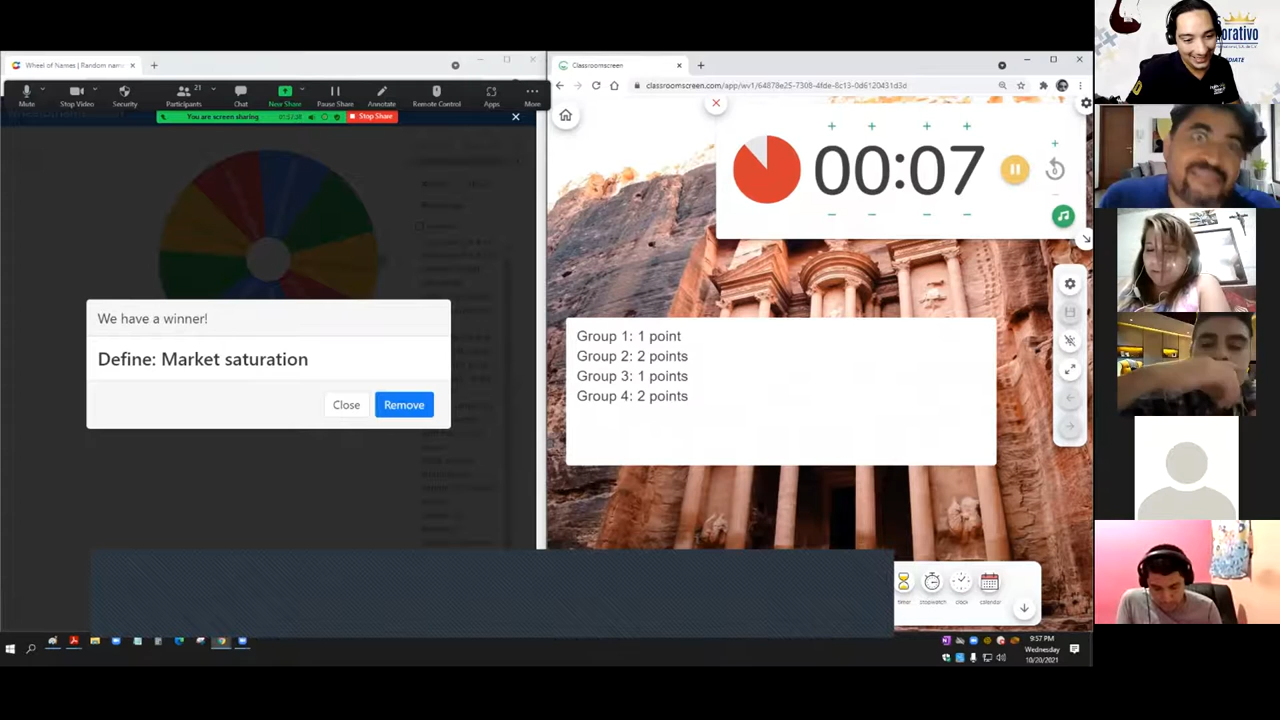 Wheel of Names | Random name
Classroomscreen
classroomscreen.com/app/wv1/64878e25-7308-4fde-8c13-0d6120431d3d
21
Mute
Stop Video
Security
Participants
Chat
New Share
Pause Share
Annotate
Remote Control
Apps
More
You are screen sharing
Stop Share
00:07
We have a winner!
Define: Market saturation
Close
Remove
Group 1: 1 point
Group 2: 2 points
Group 3: 1 points
Group 4: 2 points
timer
stopwatch
clock
calendar
9:57 PM
Wednesday
10/20/2021
orativo